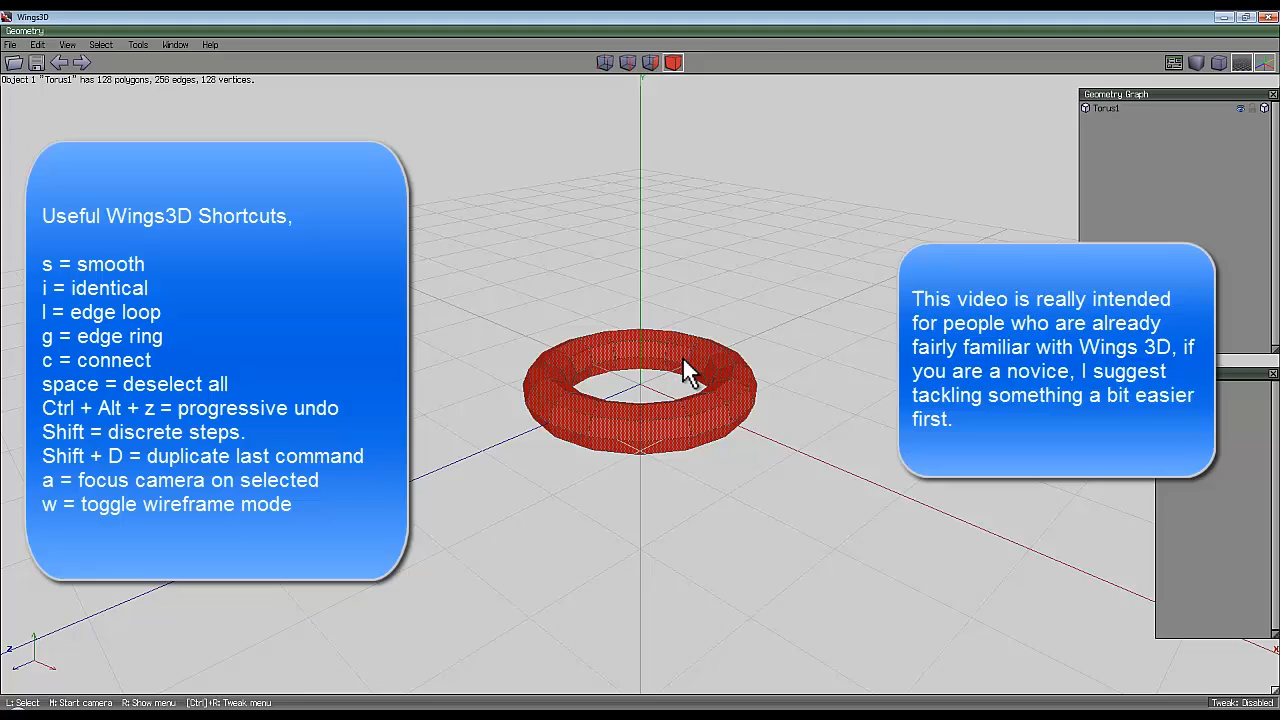 Wings3D
Geometry
File Edit View Select Tools Window Help
Object 1 "Torus1" has 128 polygons, 256 edges, 128 vertices.
Y
Geometry Graph
Torus1
Useful Wings3D Shortcuts,
s = smooth
i = identical
l = edge loop
g = edge ring
c = connect
space = deselect all
Ctrl + Alt + z = progressive undo
Shift = discrete steps.
Shift + D = duplicate last command
a = focus camera on selected
w = toggle wireframe mode
This video is really intended
for people who are already
fairly familiar with Wings 3D, if
you are a novice, I suggest
tackling something a bit easier
first.
Z
X
L: Select M: Start camera R: Show menu [Ctrl]+R: Tweak menu
Tweak: Disabled